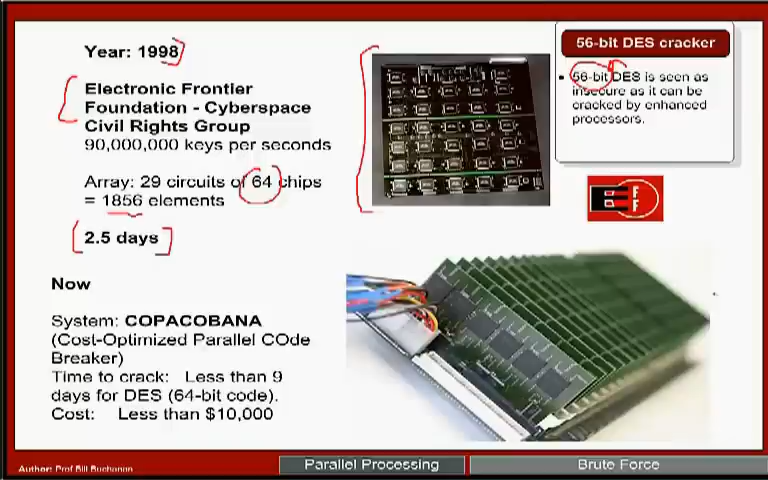 Year: 1998
Electronic Frontier
Foundation - Cyberspace
Civil Rights Group
90,000,000 keys per seconds
Array: 29 circuits of 64 chips
= 1856 elements
2.5 days
Now
System: COPACOBANA
(Cost-Optimized Parallel COde
Breaker)
Time to crack: Less than 9
days for DES (64-bit code).
Cost: Less than $10,000
56-bit DES cracker
56-bit DES is seen as
insecure as it can be
cracked by enhanced
processors.
EFF
Author: Prof Bill Buchanan
Parallel Processing
Brute Force